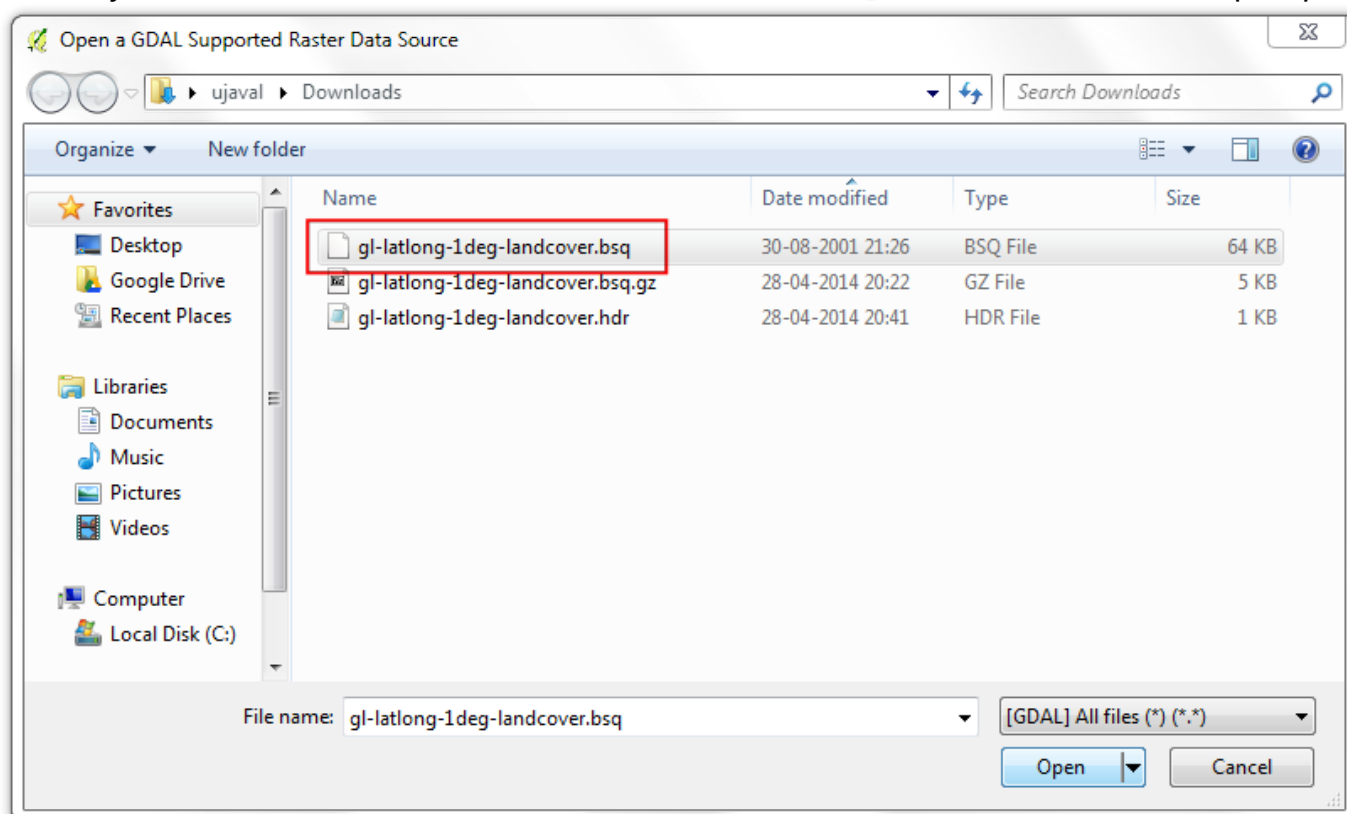 Open a GDAL Supported Raster Data Source
ujaval Downloads Search Downloads
Organize New folder
Name Date modified Type Size
Favorites
Desktop
Google Drive
Recent Places
Libraries
Documents
Music
Pictures
Videos
Computer
Local Disk (C:)
gl-latlong-1deg-landcover.bsq 30-08-2001 21:26 BSQ File 64 KB
gl-latlong-1deg-landcover.bsq.gz 28-04-2014 20:22 GZ File 5 KB
gl-latlong-1deg-landcover.hdr 28-04-2014 20:41 HDR File 1 KB
File name: gl-latlong-1deg-landcover.bsq [GDAL] All files (*) (*.*)
Open Cancel